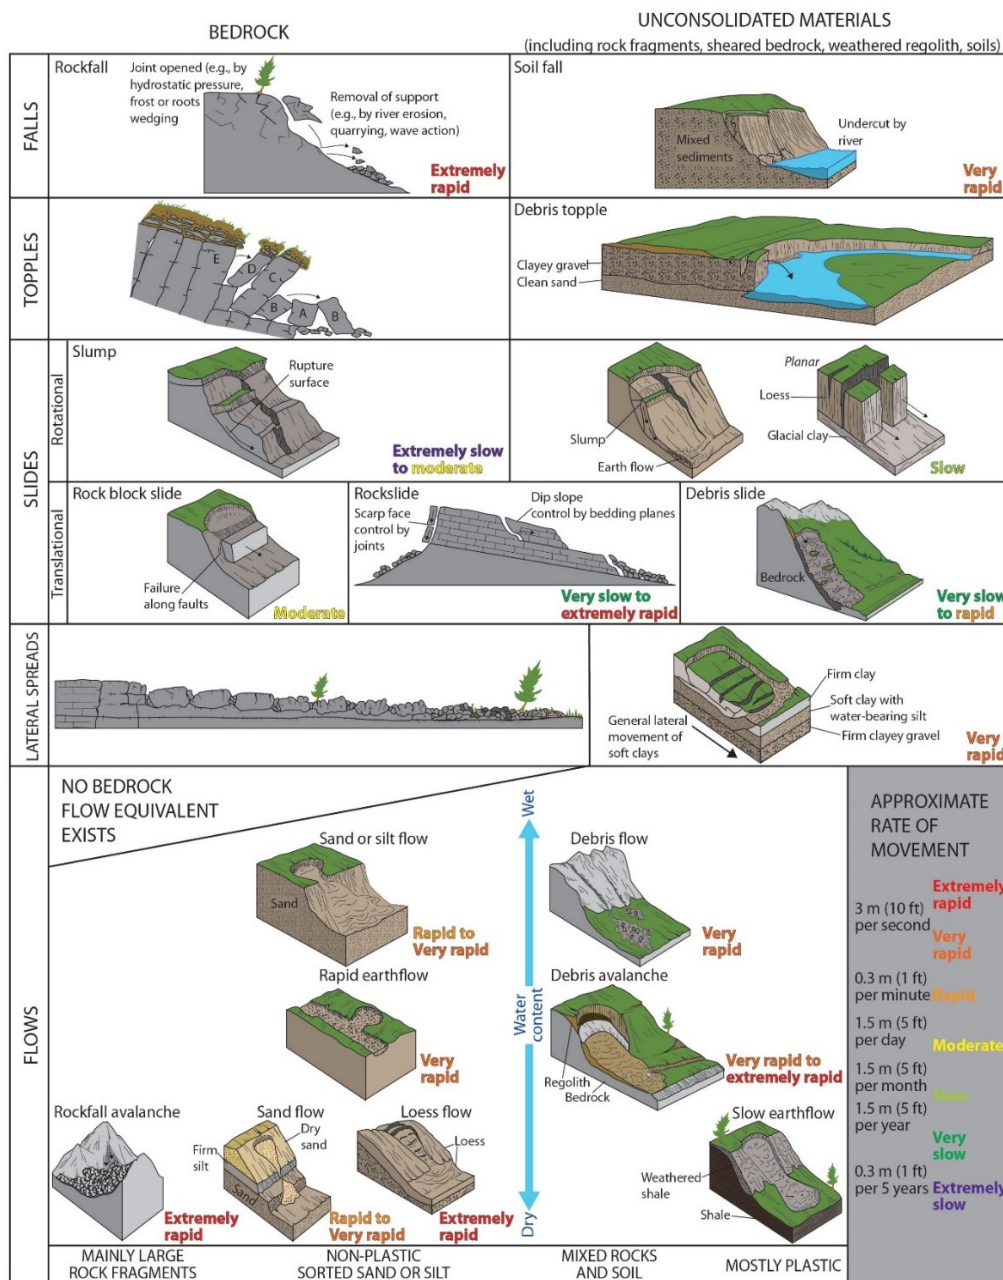 BEDROCK
UNCONSOLIDATED MATERIALS
(including rock fragments, sheared bedrock, weathered regolith, soils)
FALLS
Rockfall
Joint opened (e.g., by
hydrostatic pressure,
frost or roots
wedging
Removal of support
(e.g., by river erosion,
quarrying, wave action)
Extremely
rapid
Soil fall
Mixed
sediments
Undercut by
river
Very
rapid
TOPPLES
E
D
C
B
A
B
Debris topple
Clayey gravel
Clean sand
SLIDES
Rotational
Slump
Rupture
surface
Extremely slow
to moderate
Slump
Earth flow
Planar
Loess
Glacial clay
Slow
Translational
Rock block slide
Failure
along faults
Moderate
Rockslide
Scarp face
control by
joints
Dip slope
control by bedding planes
Very slow to
extremely rapid
Debris slide
Bedrock
Very slow
to rapid
LATERAL SPREADS
General lateral
movement of
soft clays
Firm clay
Soft clay with
water-bearing silt
Firm clayey gravel
Very
rapid
FLOWS
NO BEDROCK
FLOW EQUIVALENT
EXISTS
Sand or silt flow
Sand
Rapid to
Very rapid
Wet
Water
content
Dry
Debris flow
Very
rapid
Rapid earthflow
Very
rapid
Debris avalanche
Regolith
Bedrock
Very rapid to
extremely rapid
Rockfall avalanche
Extremely
rapid
Sand flow
Dry
sand
Firm
silt
Sand
Rapid to
Very rapid
Loess flow
Loess
Extremely
rapid
Slow earthflow
Weathered
shale
Shale
APPROXIMATE
RATE OF
MOVEMENT
Extremely
rapid
3 m (10 ft)
per second
Very
rapid
0.3 m (1 ft)
per minute
Rapid
1.5 m (5 ft)
per day
Moderate
1.5 m (5 ft)
per month
Slow
1.5 m (5 ft)
per year
Very
slow
0.3 m (1 ft)
per 5 years
Extremely
slow
MAINLY LARGE
ROCK FRAGMENTS
NON-PLASTIC
SORTED SAND OR SILT
MIXED ROCKS
AND SOIL
MOSTLY PLASTIC